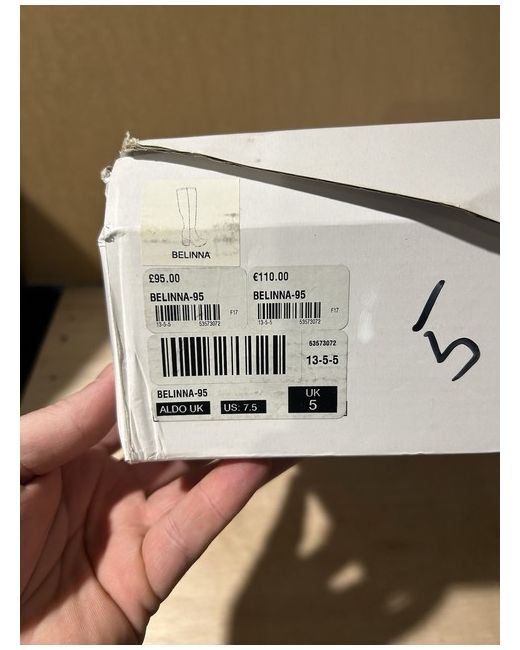 BELINNA
£95.00
BELINNA-95
F17
13-5-5 53573072
€110.00
BELINNA-95
F17
13-5-5 53573072
53573072
13-5-5
BELINNA-95
ALDO UK US: 7.5
UK
5
5